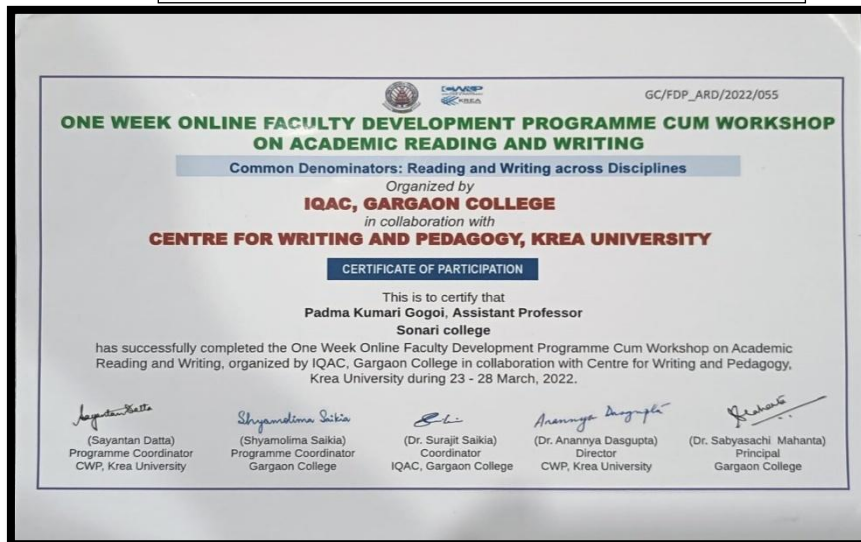 CWP
KREA
GC/FDP_ARD/2022/055
ONE WEEK ONLINE FACULTY DEVELOPMENT PROGRAMME CUM WORKSHOP
ON ACADEMIC READING AND WRITING
Common Denominators: Reading and Writing across Disciplines
Organized by
IQAC, GARGAON COLLEGE
in collaboration with
CENTRE FOR WRITING AND PEDAGOGY, KREA UNIVERSITY
CERTIFICATE OF PARTICIPATION
This is to certify that
Padma Kumari Gogoi, Assistant Professor
Sonari college
has successfully completed the One Week Online Faculty Development Programme Cum Workshop on Academic
Reading and Writing, organized by IQAC, Gargaon College in collaboration with Centre for Writing and Pedagogy,
Krea University during 23 - 28 March, 2022.
Sayantan Datta Shyamolima Saikia Anannya Dasgupta
(Sayantan Datta) (Shyamolima Saikia) (Dr. Surajit Saikia) (Dr. Anannya Dasgupta) (Dr. Sabyasachi Mahanta)
Programme Coordinator Programme Coordinator Coordinator Director Principal
CWP, Krea University Gargaon College IQAC, Gargaon College CWP, Krea University Gargaon College